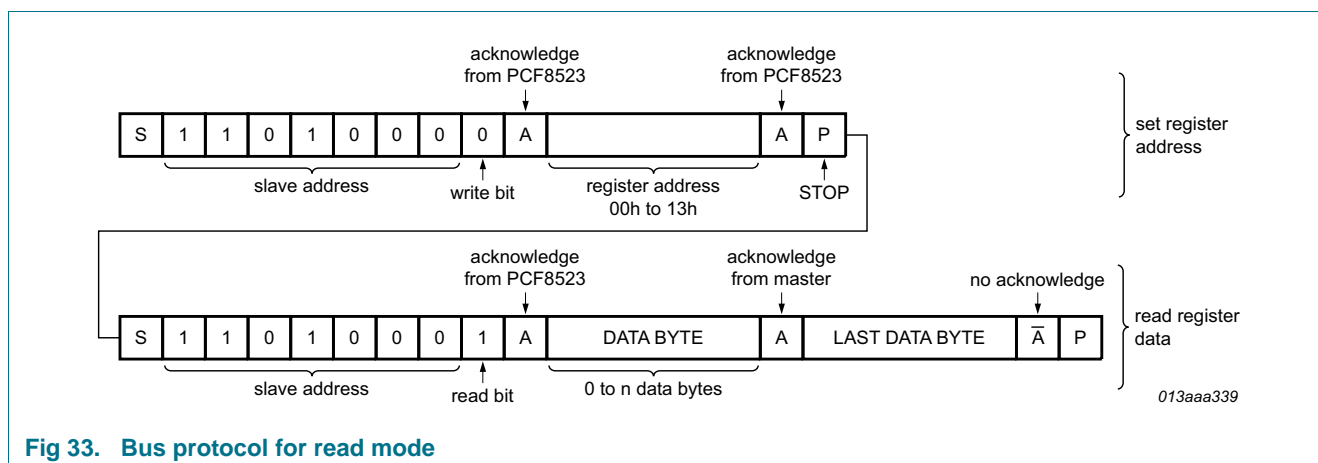 acknowledge
from PCF8523
acknowledge
from PCF8523
S 1 1 0 1 0 0 0 0 A A P
set register
address
slave address
write bit
register address
00h to 13h
STOP
acknowledge
from PCF8523
acknowledge
from master
no acknowledge
S 1 1 0 1 0 0 0 1 A DATA BYTE A LAST DATA BYTE A̅ P
read register
data
slave address
read bit
0 to n data bytes
013aaa339
Fig 33. Bus protocol for read mode